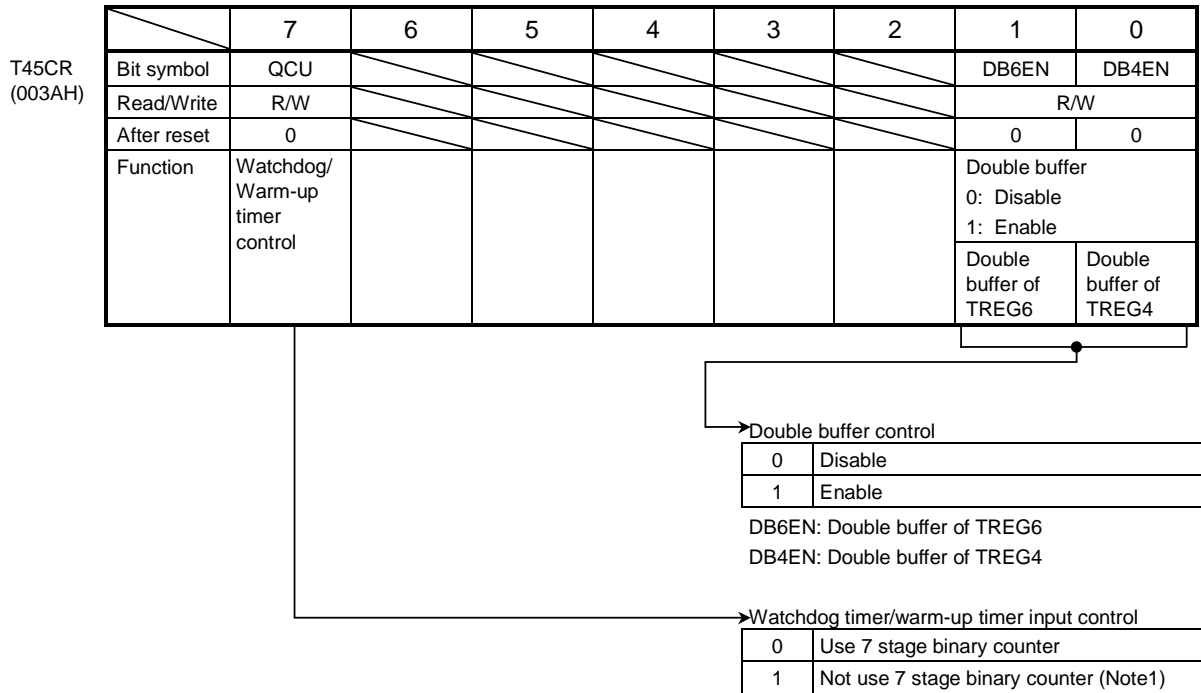 7 6 5 4 3 2 1 0
T45CR
(003AH)
Bit symbol QCU DB6EN DB4EN
Read/Write R/W R/W
After reset 0 0 0
Function
Watchdog/
Warm-up
timer
control
Double buffer
0: Disable
1: Enable
Double
buffer of
TREG6
Double
buffer of
TREG4
Double buffer control
0 Disable
1 Enable
DB6EN: Double buffer of TREG6
DB4EN: Double buffer of TREG4
Watchdog timer/warm-up timer input control
0 Use 7 stage binary counter
1 Not use 7 stage binary counter (Note1)